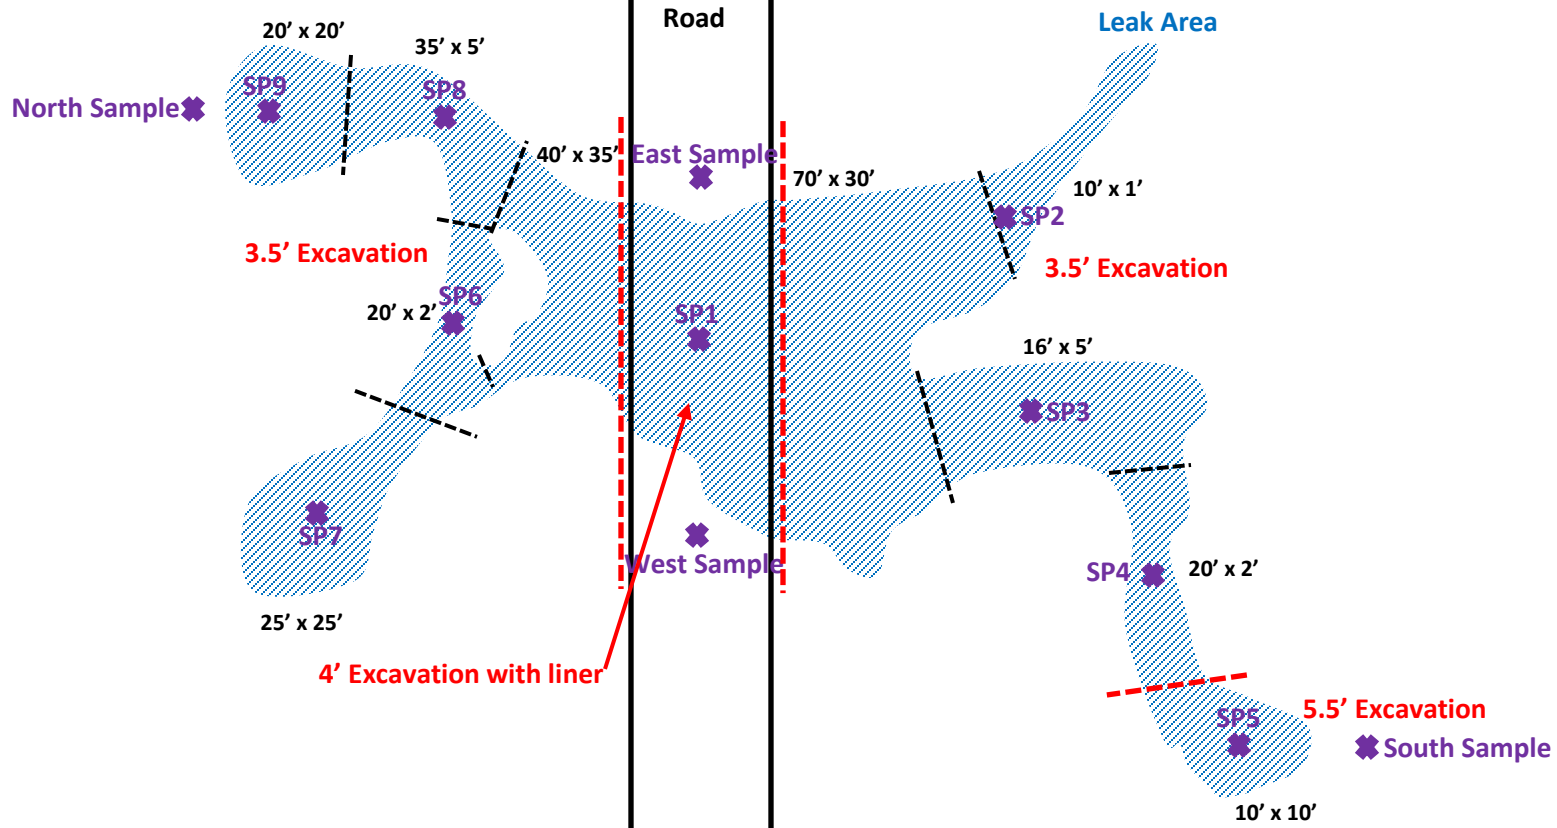 Road
Leak Area
20’ x 20’
35’ x 5’
SP9
SP8
North Sample
40’ x 35’
East Sample
70’ x 30’
10’ x 1’
SP2
3.5’ Excavation
3.5’ Excavation
SP6
20’ x 2’
SP1
16’ x 5’
SP3
SP7
West Sample
SP4
20’ x 2’
25’ x 25’
4’ Excavation with liner
5.5’ Excavation
SP5
South Sample
10’ x 10’